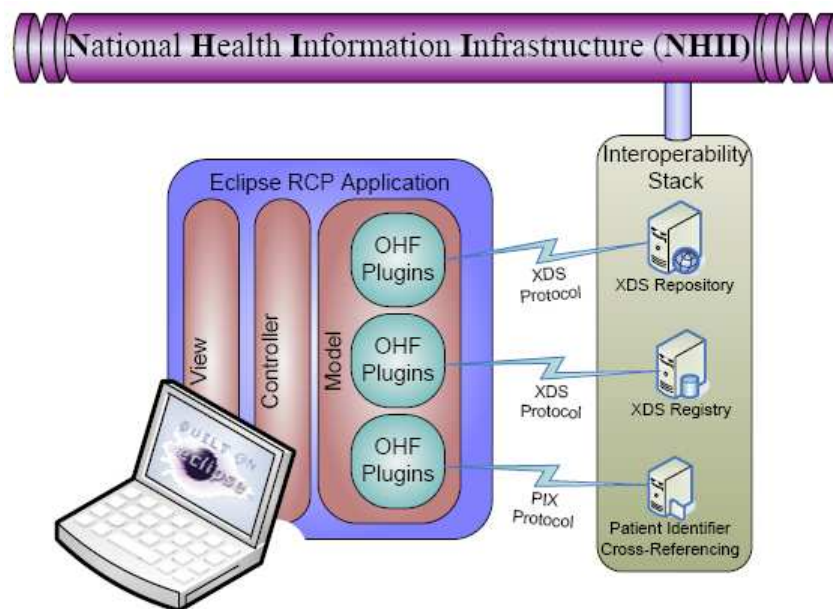 National Health Information Infrastructure (NHII)
Interoperability
Stack
Eclipse RCP Application
View
Controller
Model
OHF
Plugins
XDS
Protocol
XDS Repository
OHF
Plugins
XDS
Protocol
XDS Registry
OHF
Plugins
PIX
Protocol
Patient Identifier
Cross-Referencing
BUILT ON
eclipse